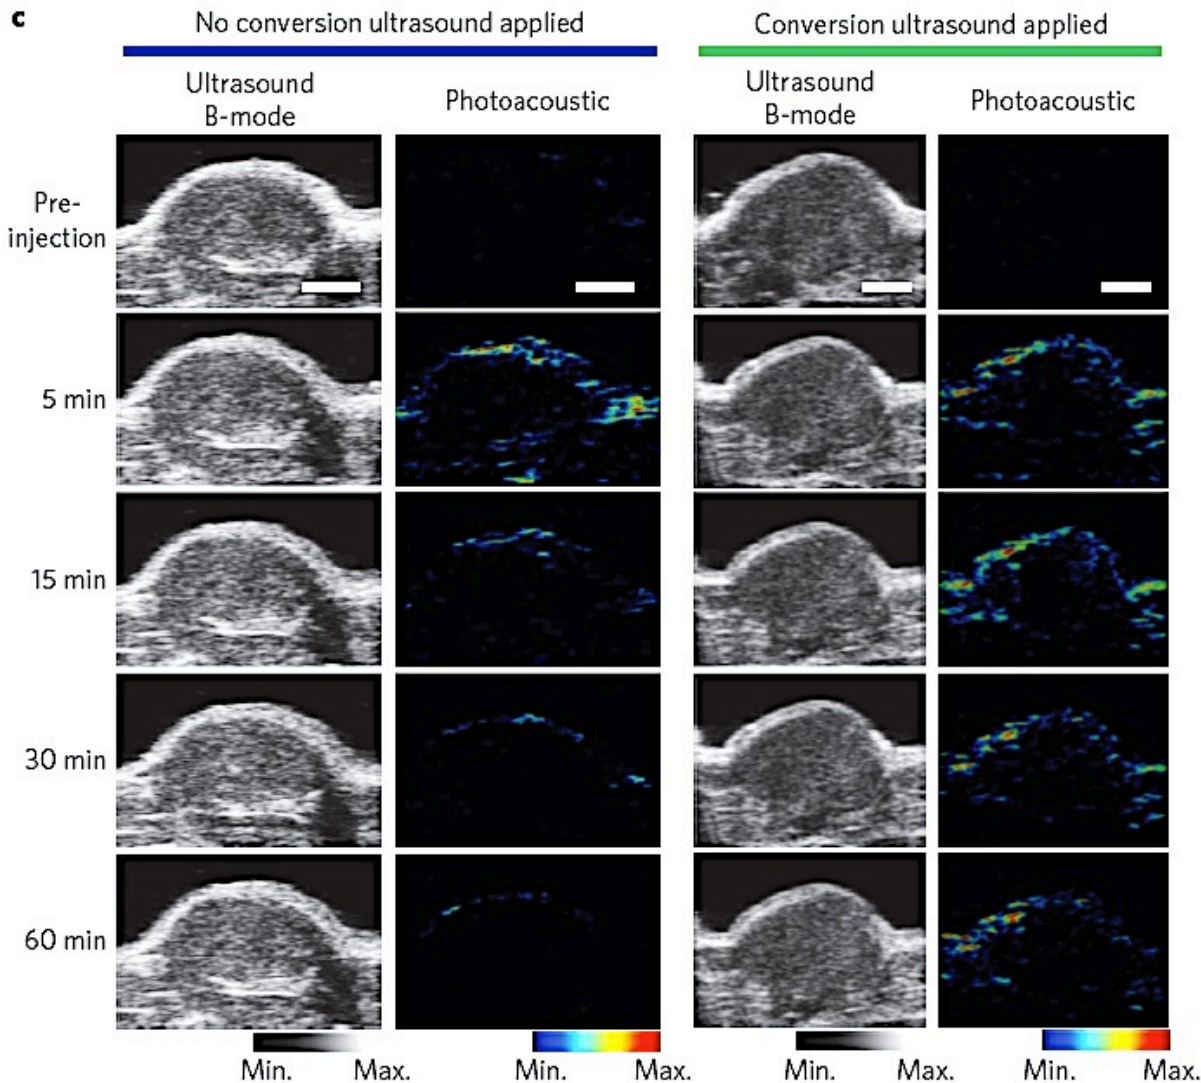 c
No conversion ultrasound applied
Conversion ultrasound applied
Ultrasound
B-mode
Photoacoustic
Ultrasound
B-mode
Photoacoustic
Pre-
injection
5 min
15 min
30 min
60 min
Min. Max. Min. Max. Min. Max. Min. Max.